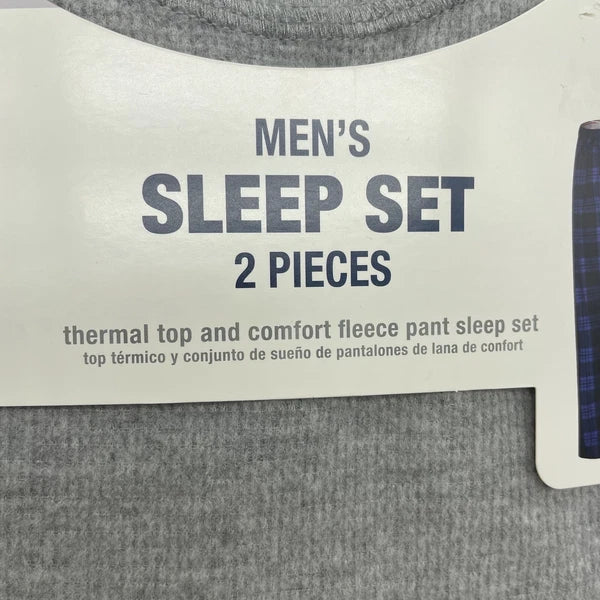 MEN'S
SLEEP SET
2 PIECES
thermal top and comfort fleece pant sleep set
top térmico y conjunto de sueño de pantalones de lana de confort